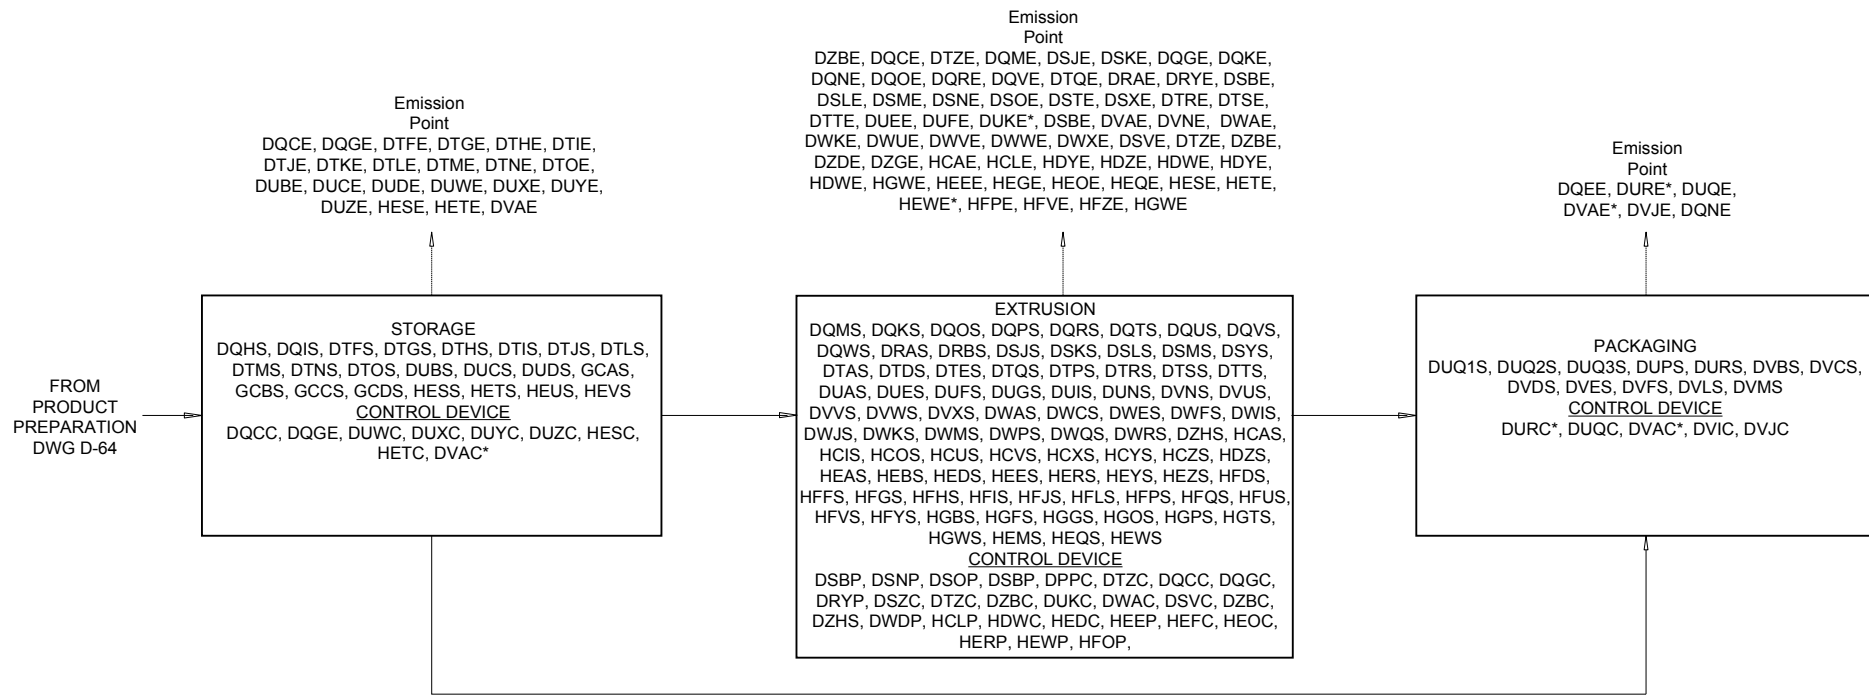 Emission
Point
DZBE, DQCE, DTZE, DQME, DSJE, DSKE, DQGE, DQKE,
DQNE, DQOE, DQRE, DQVE, DTQE, DRAE, DRYE, DSBE,
DSLE, DSME, DSNE, DSOE, DSTE, DSXE, DTRE, DTSE,
DTTE, DUEE, DUFE, DUKE*, DSBE, DVAE, DVNE, DWAE,
DWKE, DWUE, DWVE, DWWE, DWXE, DSVE, DTZE, DZBE,
DZDE, DZGE, HCAE, HCLE, HDYE, HDZE, HDWE, HDYE,
HDWE, HGWE, HEEE, HEGE, HEOE, HEQE, HESE, HETE,
HEWE*, HFPE, HFVE, HFZE, HGWE
Emission
Point
DQCE, DQGE, DTFE, DTGE, DTHE, DTIE,
DTJE, DTKE, DTLE, DTME, DTNE, DTOE,
DUBE, DUCE, DUDE, DUWE, DUXE, DUYE,
DUZE, HESE, HETE, DVAE
Emission
Point
DQEE, DURE*, DUQE,
DVAE*, DVJE, DQNE
FROM
PRODUCT
PREPARATION
DWG D-64
STORAGE
DQHS, DQIS, DTFS, DTGS, DTHS, DTIS, DTJS, DTLS,
DTMS, DTNS, DTOS, DUBS, DUCS, DUDS, GCAS,
GCBS, GCCS, GCDS, HESS, HETS, HEUS, HEVS
CONTROL DEVICE
DQCC, DQGE, DUWC, DUXC, DUYC, DUZC, HESC,
HETC, DVAC*
EXTRUSION
DQMS, DQKS, DQOS, DQPS, DQRS, DQTS, DQUS, DQVS,
DQWS, DRAS, DRBS, DSJS, DSKS, DSLS, DSMS, DSYS,
DTAS, DTDS, DTES, DTQS, DTPS, DTRS, DTSS, DTTS,
DUAS, DUES, DUFS, DUGS, DUIS, DUNS, DVNS, DVUS,
DVVS, DVWS, DVXS, DWAS, DWCS, DWES, DWFS, DWIS,
DWJS, DWKS, DWMS, DWPS, DWQS, DWRS, DZHS, HCAS,
HCIS, HCOS, HCUS, HCVS, HCXS, HCYS, HCZS, HDZS,
HEAS, HEBS, HEDS, HEES, HERS, HEYS, HEZS, HFDS,
HFFS, HFGS, HFHS, HFIS, HFJS, HFLS, HFPS, HFQS, HFUS,
HFVS, HFYS, HGBS, HGFS, HGGS, HGOS, HGPS, HGTS,
HGWS, HEMS, HEQS, HEWS
CONTROL DEVICE
DSBP, DSNP, DSOP, DSBP, DPPC, DTZC, DQCC, DQGC,
DRYP, DSZC, DTZC, DZBC, DUKC, DWAC, DSVC, DZBC,
DZHS, DWDP, HCLP, HDWC, HEDC, HEEP, HEFC, HEOC,
HERP, HEWP, HFOP,
PACKAGING
DUQ1S, DUQ2S, DUQ3S, DUPS, DURS, DVBS, DVCS,
DVDS, DVES, DVFS, DVLS, DVMS
CONTROL DEVICE
DURC*, DUQC, DVAC*, DVIC, DVJC